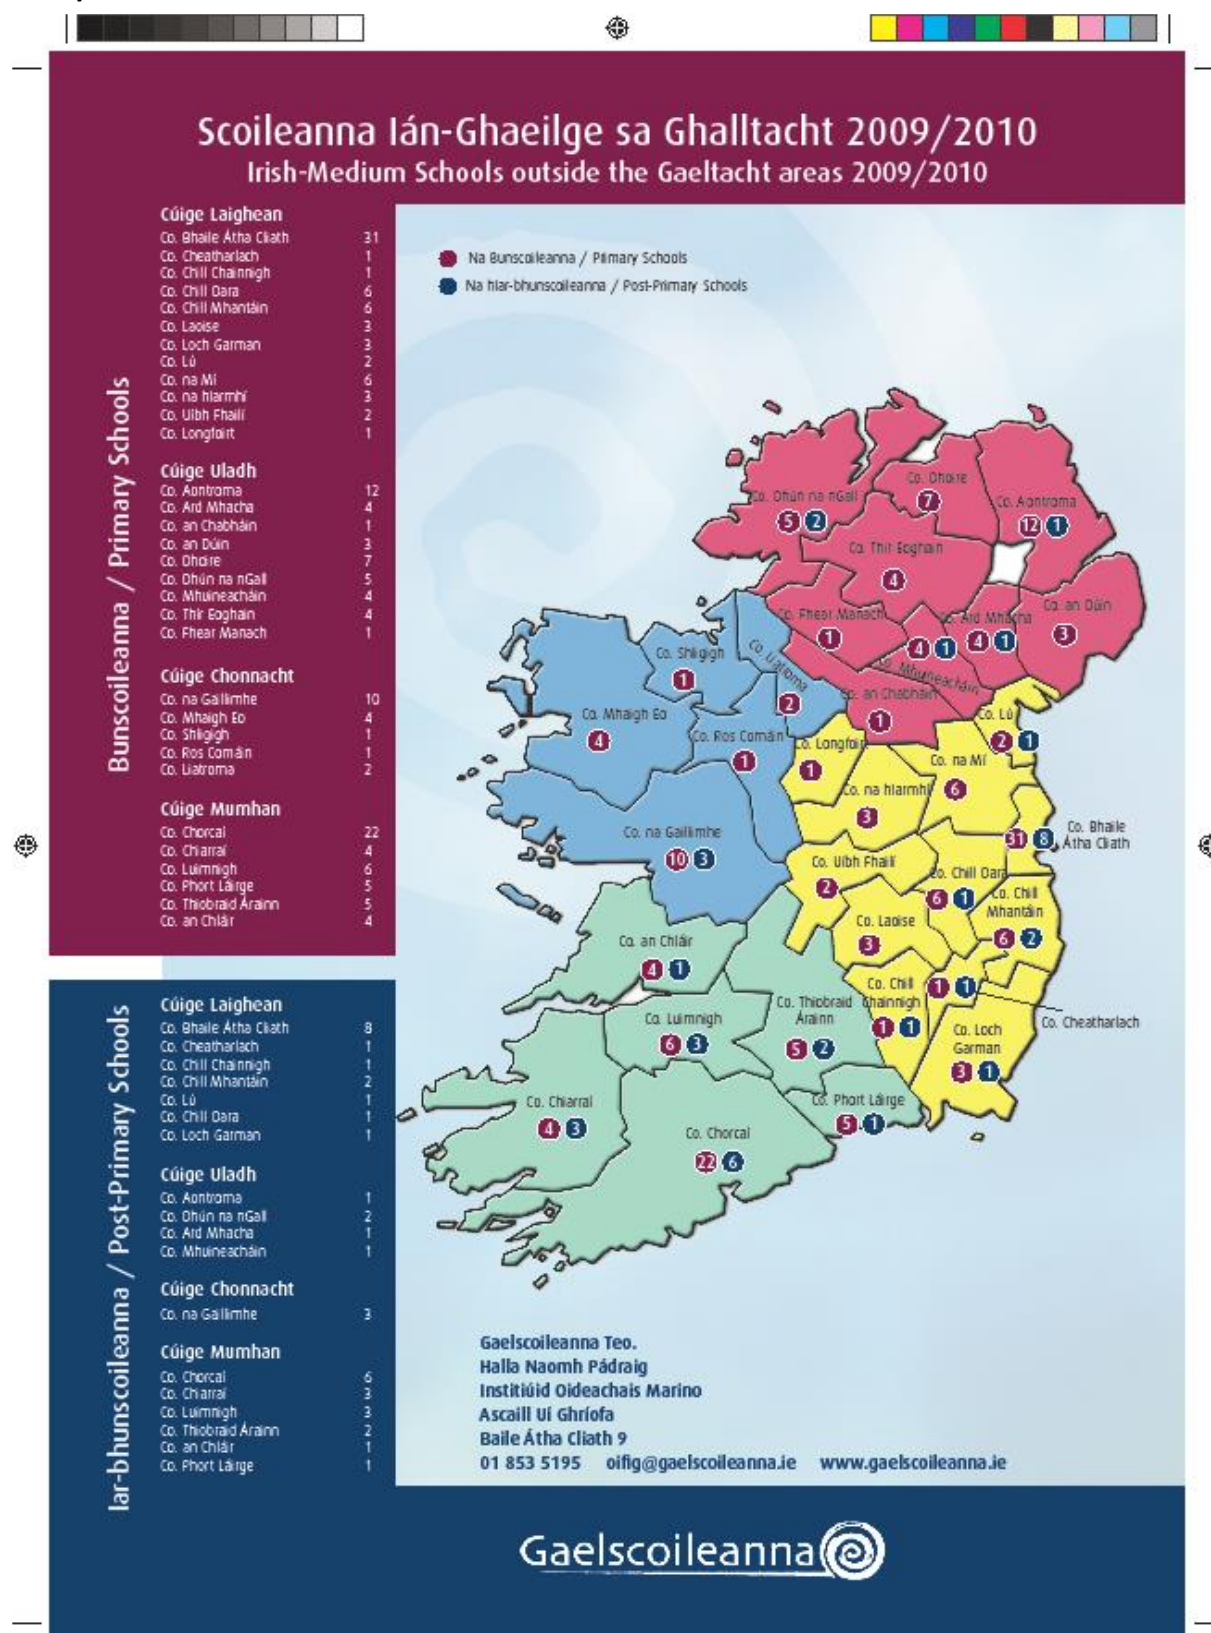 Scoileanna lán-Ghaeilge sa Ghalltacht 2009/2010
Irish-Medium Schools outside the Gaeltacht areas 2009/2010
Bunscoileanna / Primary Schools
Cúige Laighean
Co. Bhaile Átha Cliath 31
Co. Cheatharlach 1
Co. Chill Chainnigh 1
Co. Chill Dara 6
Co. Chill Mhantáin 6
Co. Laoise 3
Co. Loch Garman 3
Co. Lú 2
Co. na Mí 6
Co. na hIarmhí 3
Co. Uíbh Fhailí 2
Co. Longfoirt 1
Cúige Uladh
Co. Aontroma 12
Co. Ard Mhacha 4
Co. an Chabháin 1
Co. an Dúin 3
Co. Dhoire 7
Co. Dhún na nGall 5
Co. Mhuineacháin 4
Co. Thír Eoghain 4
Co. Fhear Manach 1
Cúige Chonnacht
Co. na Gaillimhe 10
Co. Mhaigh Eo 4
Co. Shligigh 1
Co. Ros Comáin 1
Co. Liatroma 2
Cúige Mumhan
Co. Chorcaí 22
Co. Chiarraí 4
Co. Luimnigh 6
Co. Phort Láirge 5
Co. Thiobraid Árainn 5
Co. an Chláir 4
Iar-bhunscoileanna / Post-Primary Schools
Cúige Laighean
Co. Bhaile Átha Cliath 8
Co. Cheatharlach 1
Co. Chill Chainnigh 1
Co. Chill Mhantáin 2
Co. Lú 1
Co. Chill Dara 1
Co. Loch Garman 1
Cúige Uladh
Co. Aontroma 1
Co. Dhún na nGall 2
Co. Ard Mhacha 1
Co. Mhuineacháin 1
Cúige Chonnacht
Co. na Gaillimhe 3
Cúige Mumhan
Co. Chorcaí 6
Co. Chiarraí 3
Co. Luimnigh 3
Co. Thiobraid Árainn 2
Co. an Chláir 1
Co. Phort Láirge 1
Na Bunscoileanna / Primary Schools
Na hIar-bhunscoileanna / Post-Primary Schools
Co. Dhoire
7
Co. Dhún na nGall
5 2
Co. Aontroma
12 1
Co. Thír Eoghain
4
Co. Fhear Manach
1
Co. Ard Mhacha
4 1
Co. an Dúin
3
Co. Mhuineacháin
4 1
Co. an Chabháin
1
Co. Shligigh
1
Co. Liatroma
2
Co. Mhaigh Eo
4
Co. Ros Comáin
1
Co. na Gaillimhe
10 3
Co. Longfoirt
1
Co. Lú
2 1
Co. na Mí
6
Co. na hIarmhí
3
Co. Bhaile
Átha Cliath
31 8
Co. Uíbh Fhailí
2
Co. Chill Dara
6 1
Co. Chill
Mhantáin
6 2
Co. Laoise
3
Co. an Chláir
4 1
Co. Chill
Chainnigh
1 1
Co. Cheatharlach
1 1
Co. Thiobraid
Árainn
5 2
Co. Luimnigh
6 3
Co. Loch
Garman
3 1
Co. Chiarraí
4 3
Co. Phort Láirge
5 1
Co. Chorcaí
22 6
Gaelscoileanna Teo.
Halla Naomh Pádraig
Institiúid Oideachais Marino
Ascaill Uí Ghríofa
Baile Átha Cliath 9
01 853 5195 oifig@gaelscoileanna.ie www.gaelscoileanna.ie
Gaelscoileanna